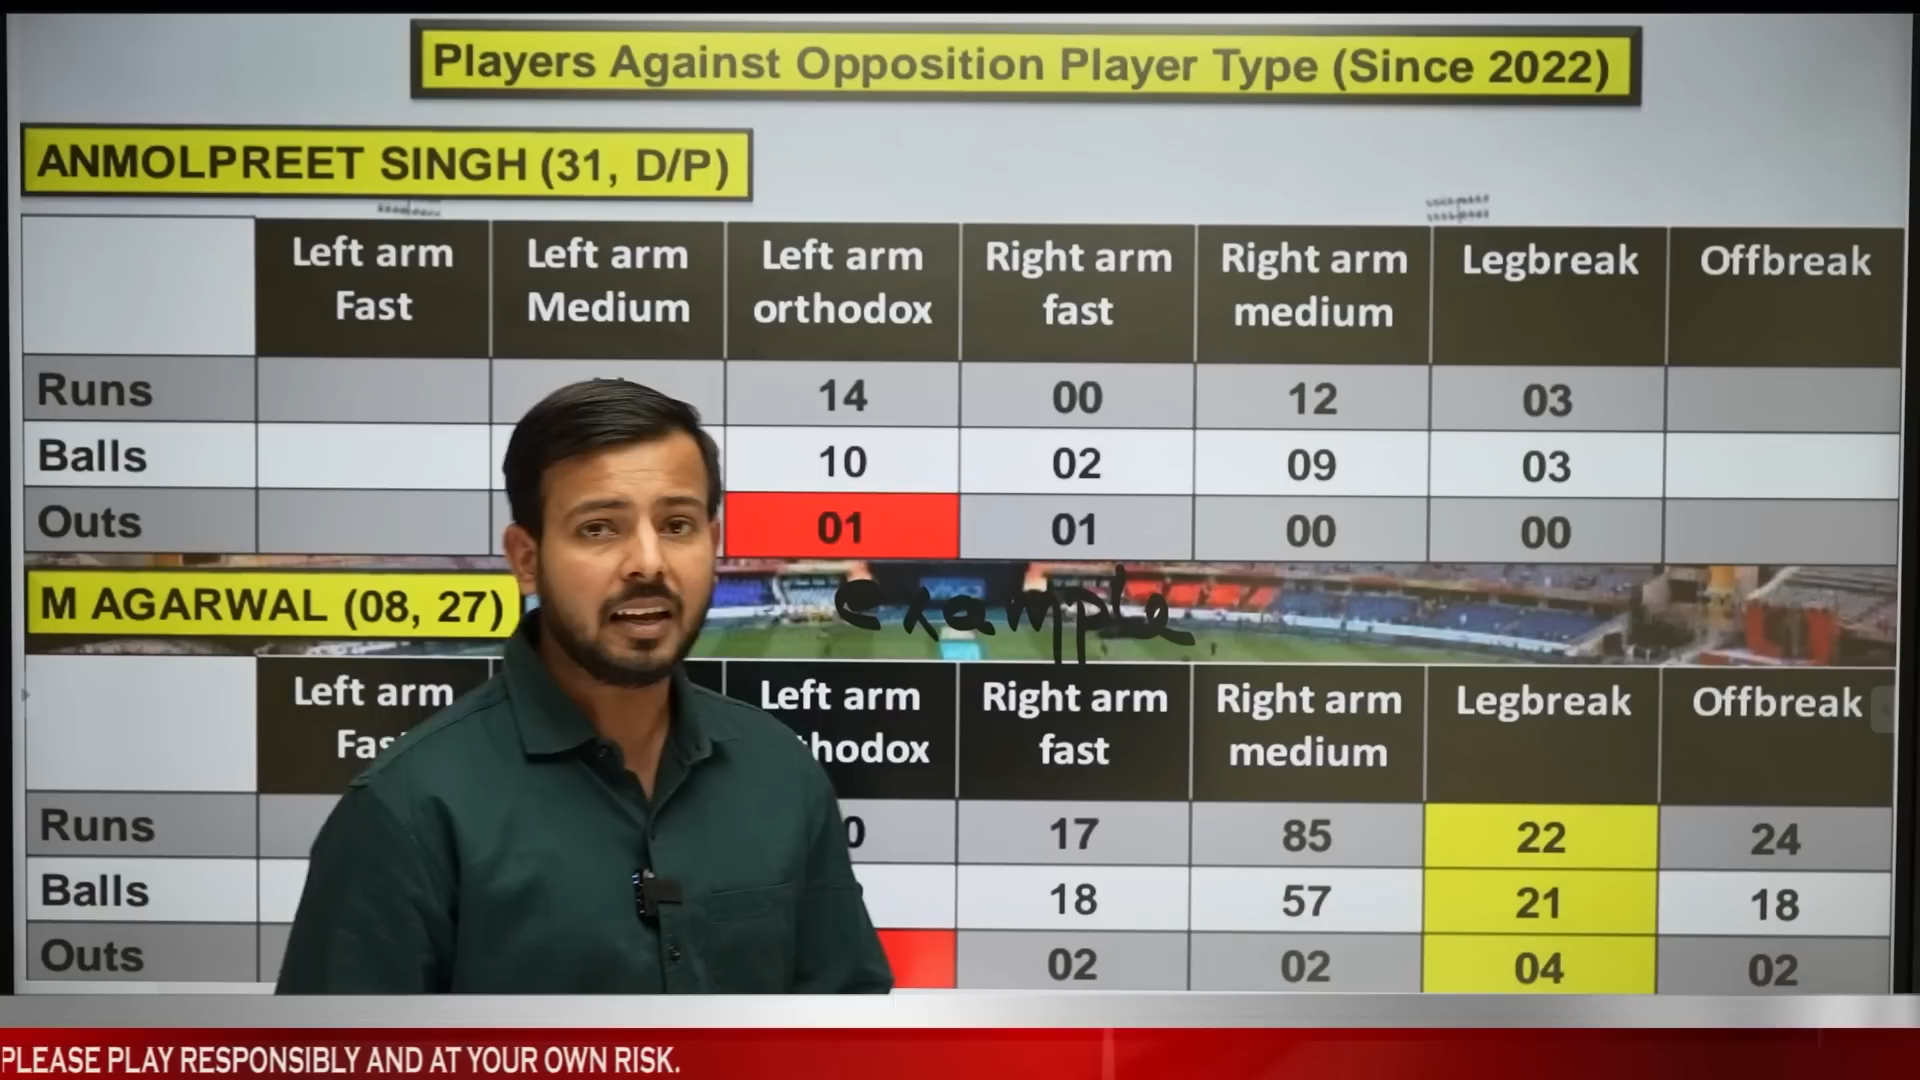 Players Against Opposition Player Type (Since 2022)
ANMOLPREET SINGH (31, D/P)
Left arm Fast Left arm Medium Left arm orthodox Right arm fast Right arm medium Legbreak Offbreak
Runs 14 00 12 03
Balls 10 02 09 03
Outs 01 01 00 00
M AGARWAL (08, 27)
example
Left arm Left arm Right arm fast Right arm medium Legbreak Offbreak
Runs 17 85 22 24
Balls 18 57 21 18
Outs 02 02 04 02
PLEASE PLAY RESPONSIBLY AND AT YOUR OWN RISK.